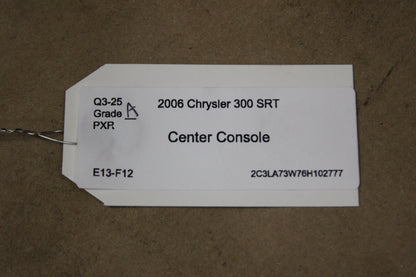 Q3-25 2006 Chrysler 300 SRT
Grade A
PXR
Center Console
E13-F12 2C3LA73W76H102777